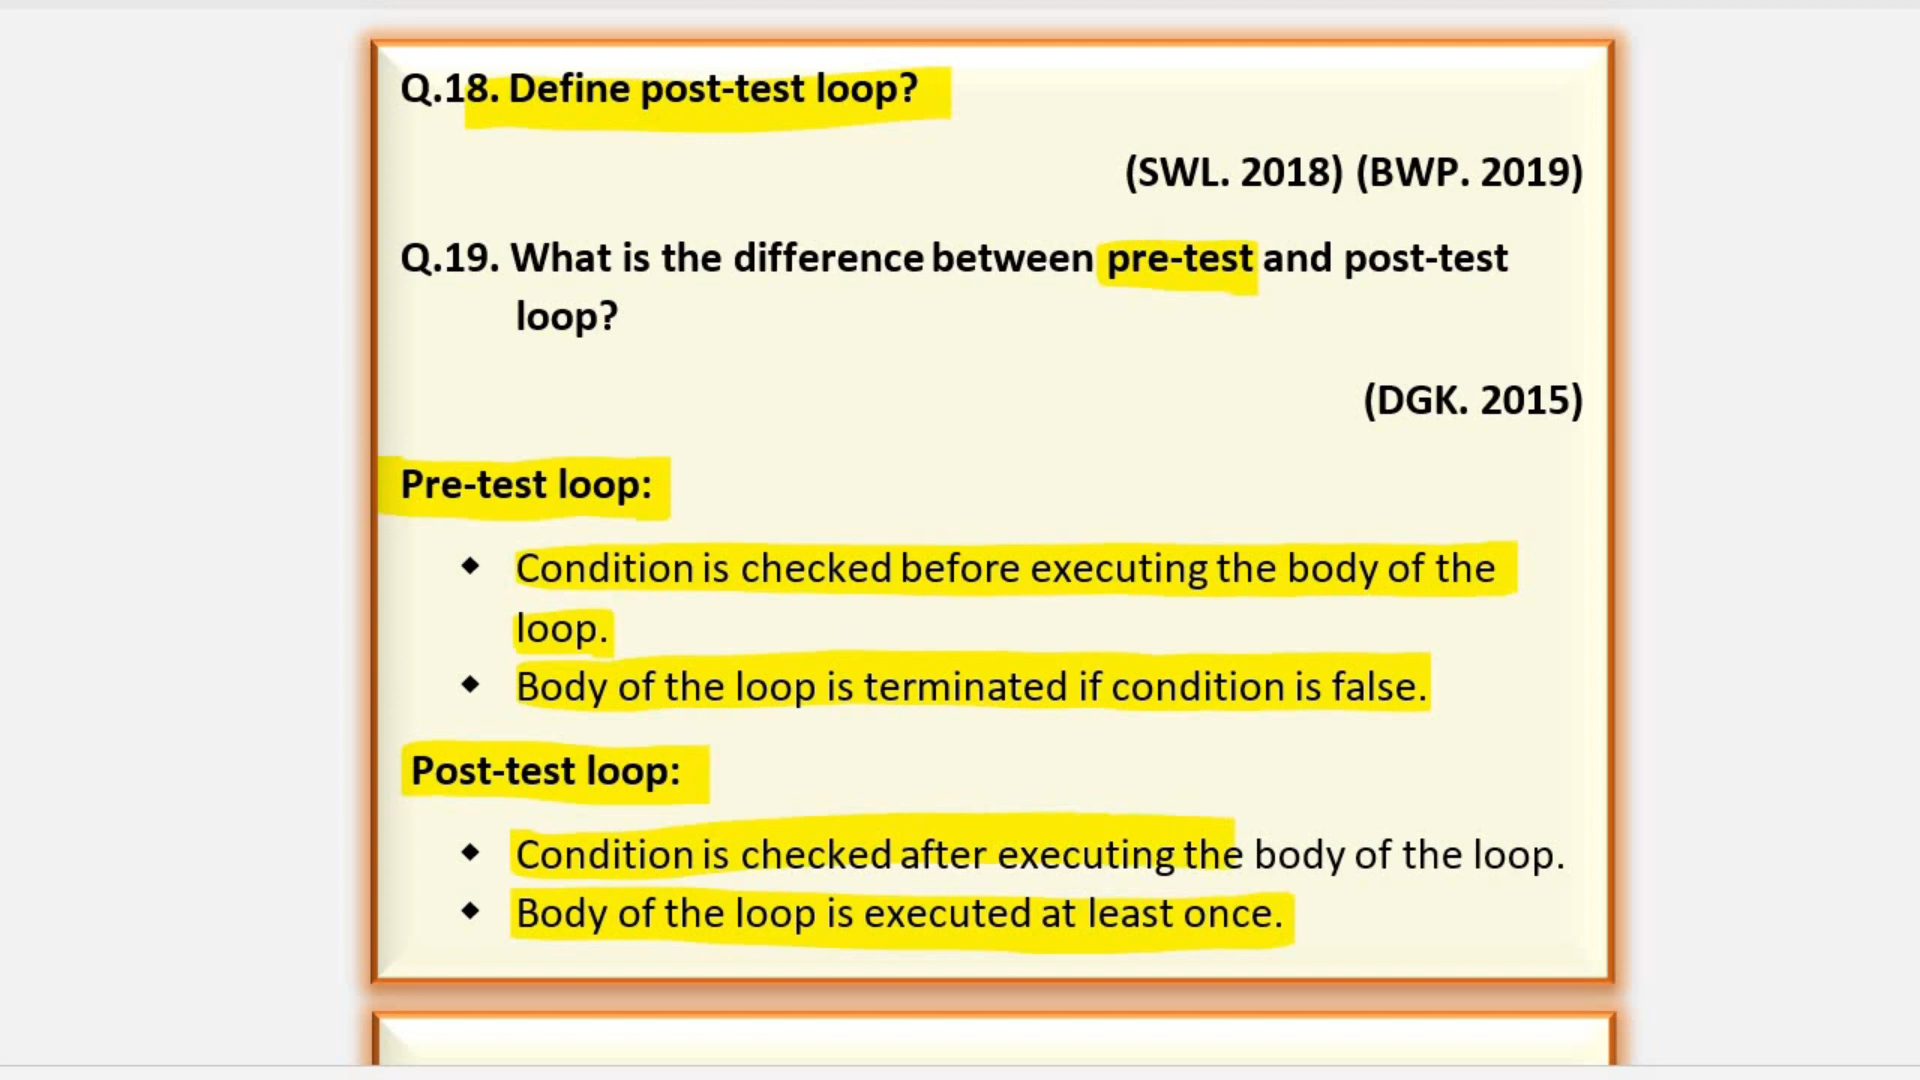 Q.18. Define post-test loop?
(SWL. 2018) (BWP. 2019)
Q.19. What is the difference between pre-test and post-test
loop?
(DGK. 2015)
Pre-test loop:
◆ Condition is checked before executing the body of the
loop.
◆ Body of the loop is terminated if condition is false.
Post-test loop:
◆ Condition is checked after executing the body of the loop.
◆ Body of the loop is executed at least once.